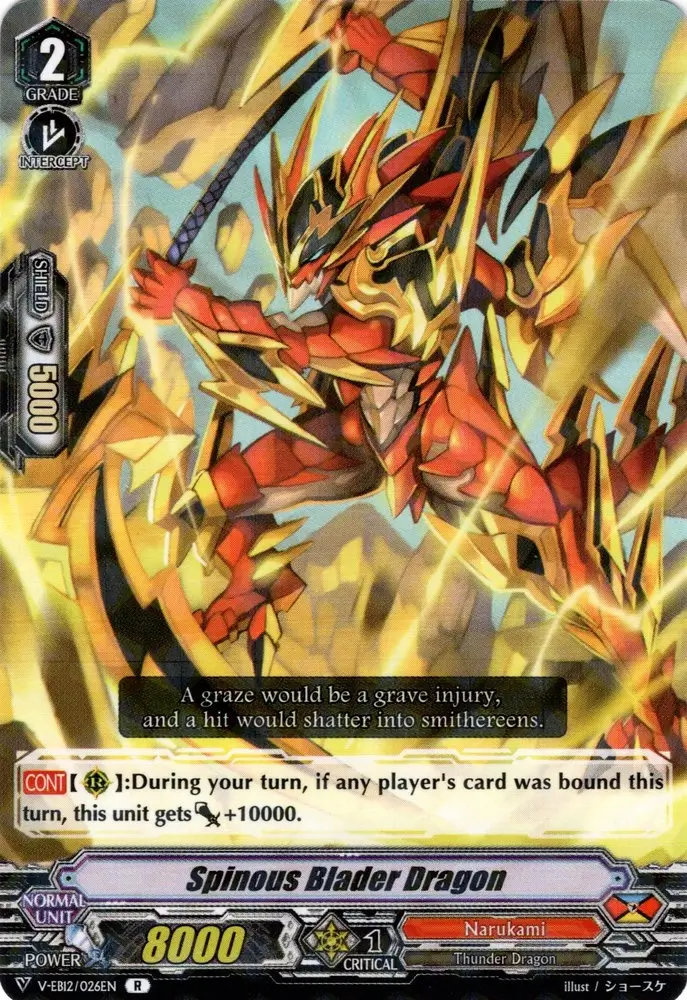 2
GRADE
INTERCEPT
SHIELD
5000
A graze would be a grave injury,
and a hit would shatter into smithereens.
CONT【 R 】:During your turn, if any player's card was bound this
turn, this unit gets +10000.
Spinous Blader Dragon
NORMAL
UNIT
POWER
8000
1
CRITICAL
Narukami
Thunder Dragon
V-EB12/026EN R
illust / ショースケ